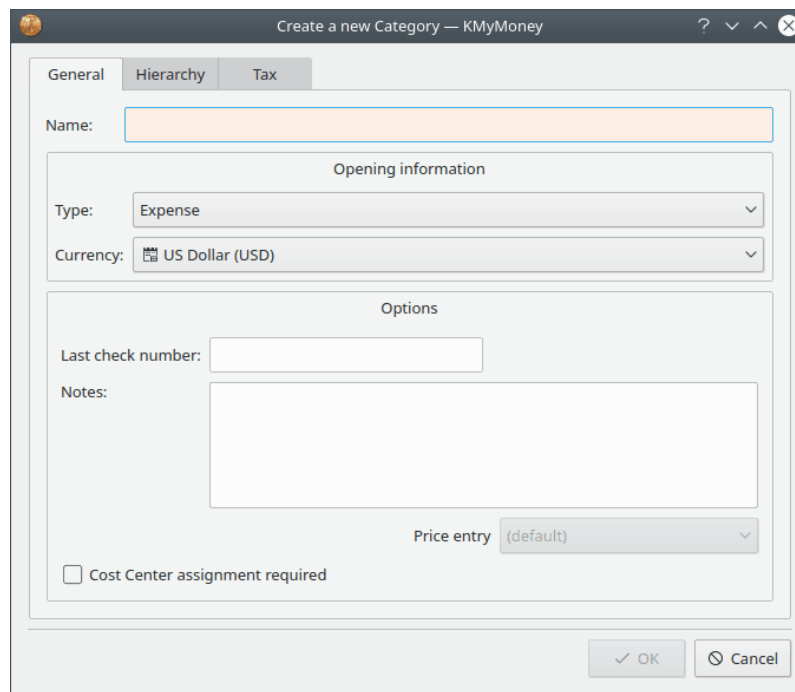 Create a new Category — KMyMoney
General Hierarchy Tax
Name:
Opening information
Type: Expense
Currency: US Dollar (USD)
Options
Last check number:
Notes:
Price entry (default)
Cost Center assignment required
OK Cancel